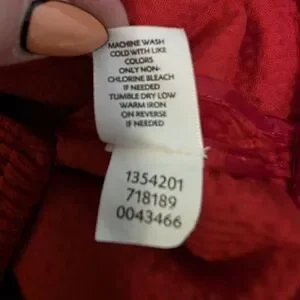 MACHINE WASH
COLD WITH LIKE
COLORS
ONLY NON-
CHLORINE BLEACH
IF NEEDED
TUMBLE DRY LOW
WARM IRON
ON REVERSE
IF NEEDED
1354201
718189
0043466